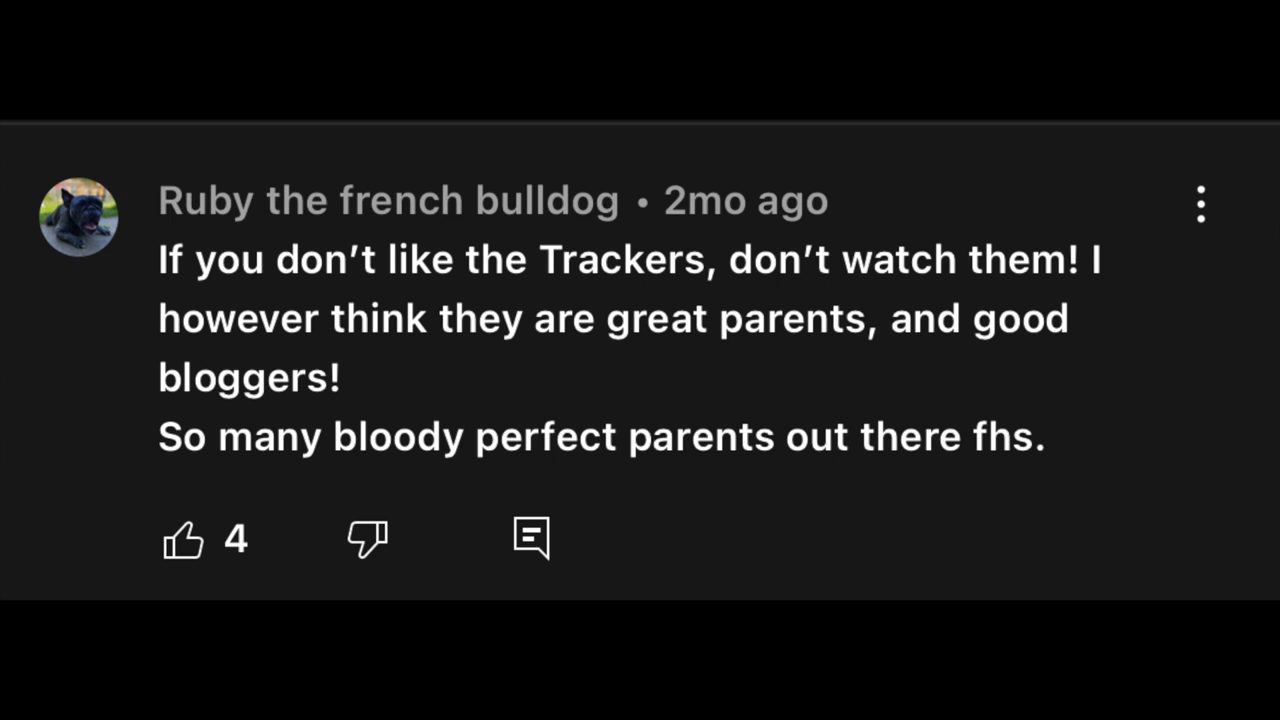 Ruby the french bulldog • 2mo ago
If you don’t like the Trackers, don’t watch them! I
however think they are great parents, and good
bloggers!
So many bloody perfect parents out there fhs.
4